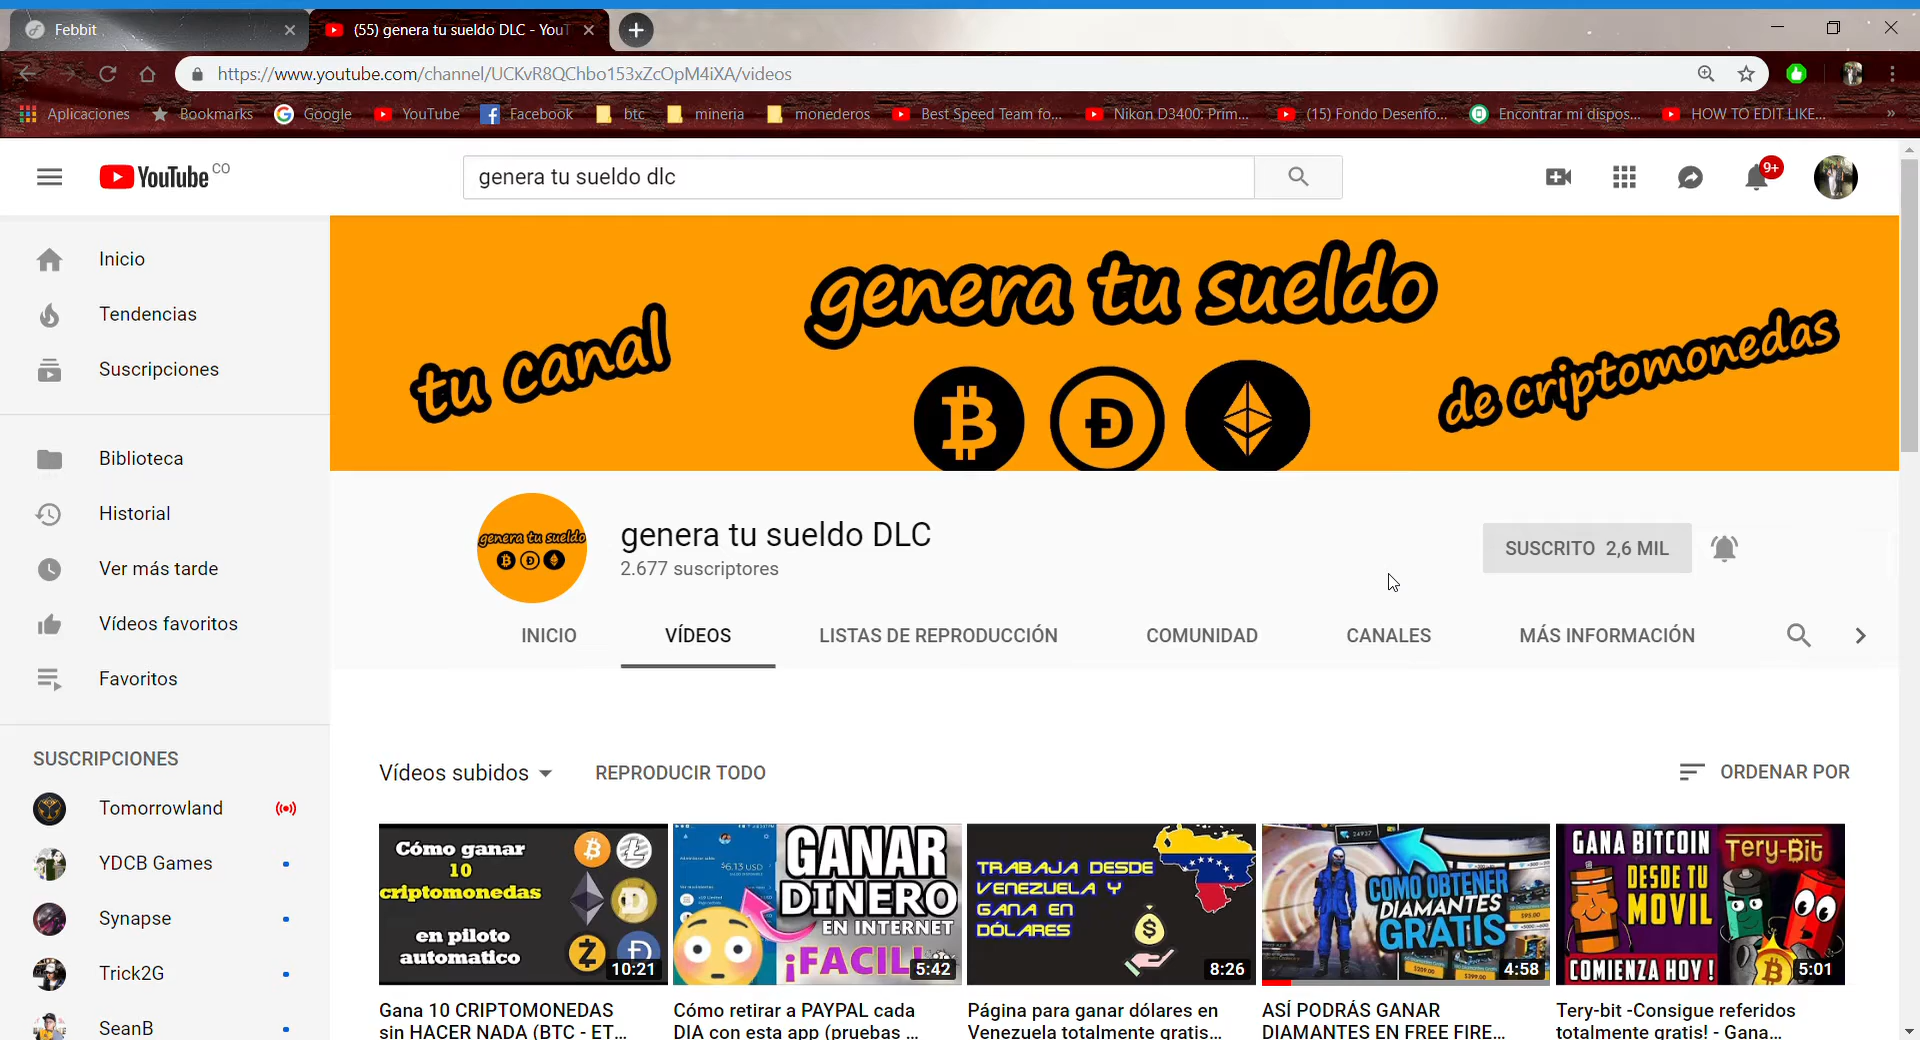 Febbit
(55) genera tu sueldo DLC - YouT
https://www.youtube.com/channel/UCKvR8QChbo153xZcOpM4iXA/videos
Aplicaciones
Bookmarks
Google
YouTube
Facebook
btc
mineria
monederos
Best Speed Team fo...
Nikon D3400: Prim...
(15) Fondo Desenfo...
Encontrar mi dispos...
HOW TO EDIT LIKE...
»
YouTube CO
genera tu sueldo dlc
9+
Inicio
Tendencias
Suscripciones
Biblioteca
Historial
Ver más tarde
Vídeos favoritos
Favoritos
SUSCRIPCIONES
Tomorrowland
YDCB Games
Synapse
Trick2G
SeanB
tu canal
genera tu sueldo
de criptomonedas
genera tu sueldo
genera tu sueldo DLC
2.677 suscriptores
SUSCRITO 2,6 MIL
INICIO
VÍDEOS
LISTAS DE REPRODUCCIÓN
COMUNIDAD
CANALES
MÁS INFORMACIÓN
Vídeos subidos
REPRODUCIR TODO
ORDENAR POR
Cómo ganar
10
criptomonedas
en piloto
automatico
10:21
Gana 10 CRIPTOMONEDAS
sin HACER NADA (BTC - ET...
$6.13 USD
GANAR
DINERO
EN INTERNET
¡FACIL!
5:42
Cómo retirar a PAYPAL cada
DIA con esta app (pruebas ...
TRABAJA DESDE
VENEZUELA Y
GANA EN
DÓLARES
8:26
Página para ganar dólares en
Venezuela totalmente gratis...
24937
COMO OBTENER
DIAMANTES
GRATIS
4:58
ASÍ PODRÁS GANAR
DIAMANTES EN FREE FIRE...
GANA BITCOIN
DESDE TU
MOVIL
COMIENZA HOY !
Tery-Bit
5:01
Tery-bit -Consigue referidos
totalmente gratis! - Gana...